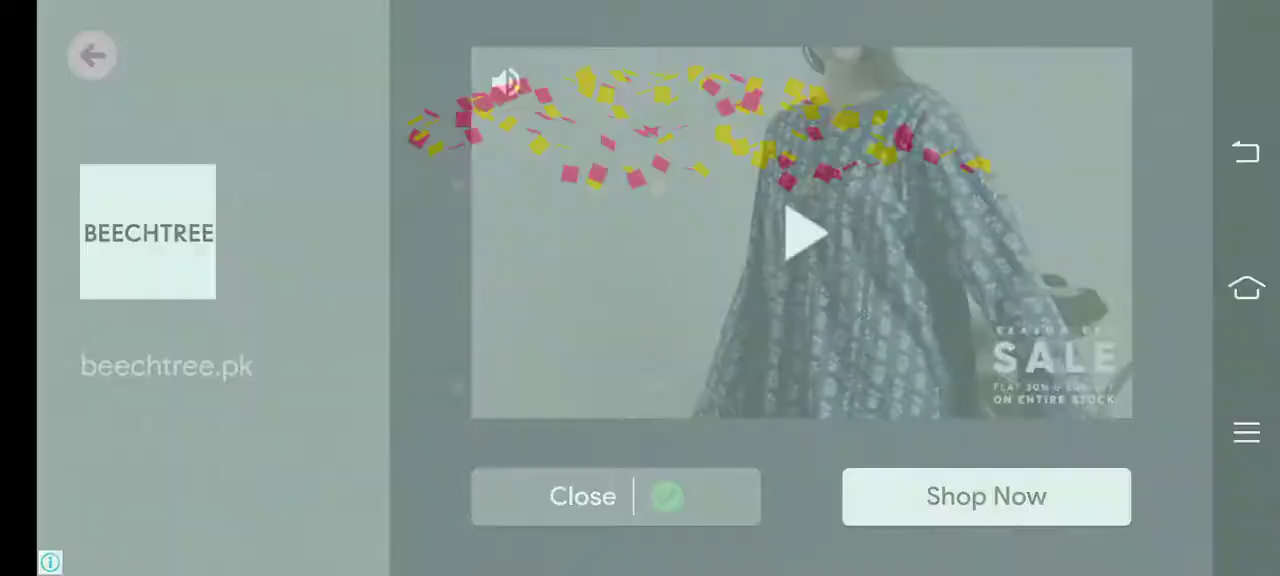 BEECHTREE
beechtree.pk
SALE
ON ENTIRE STOCK
Close
Shop Now